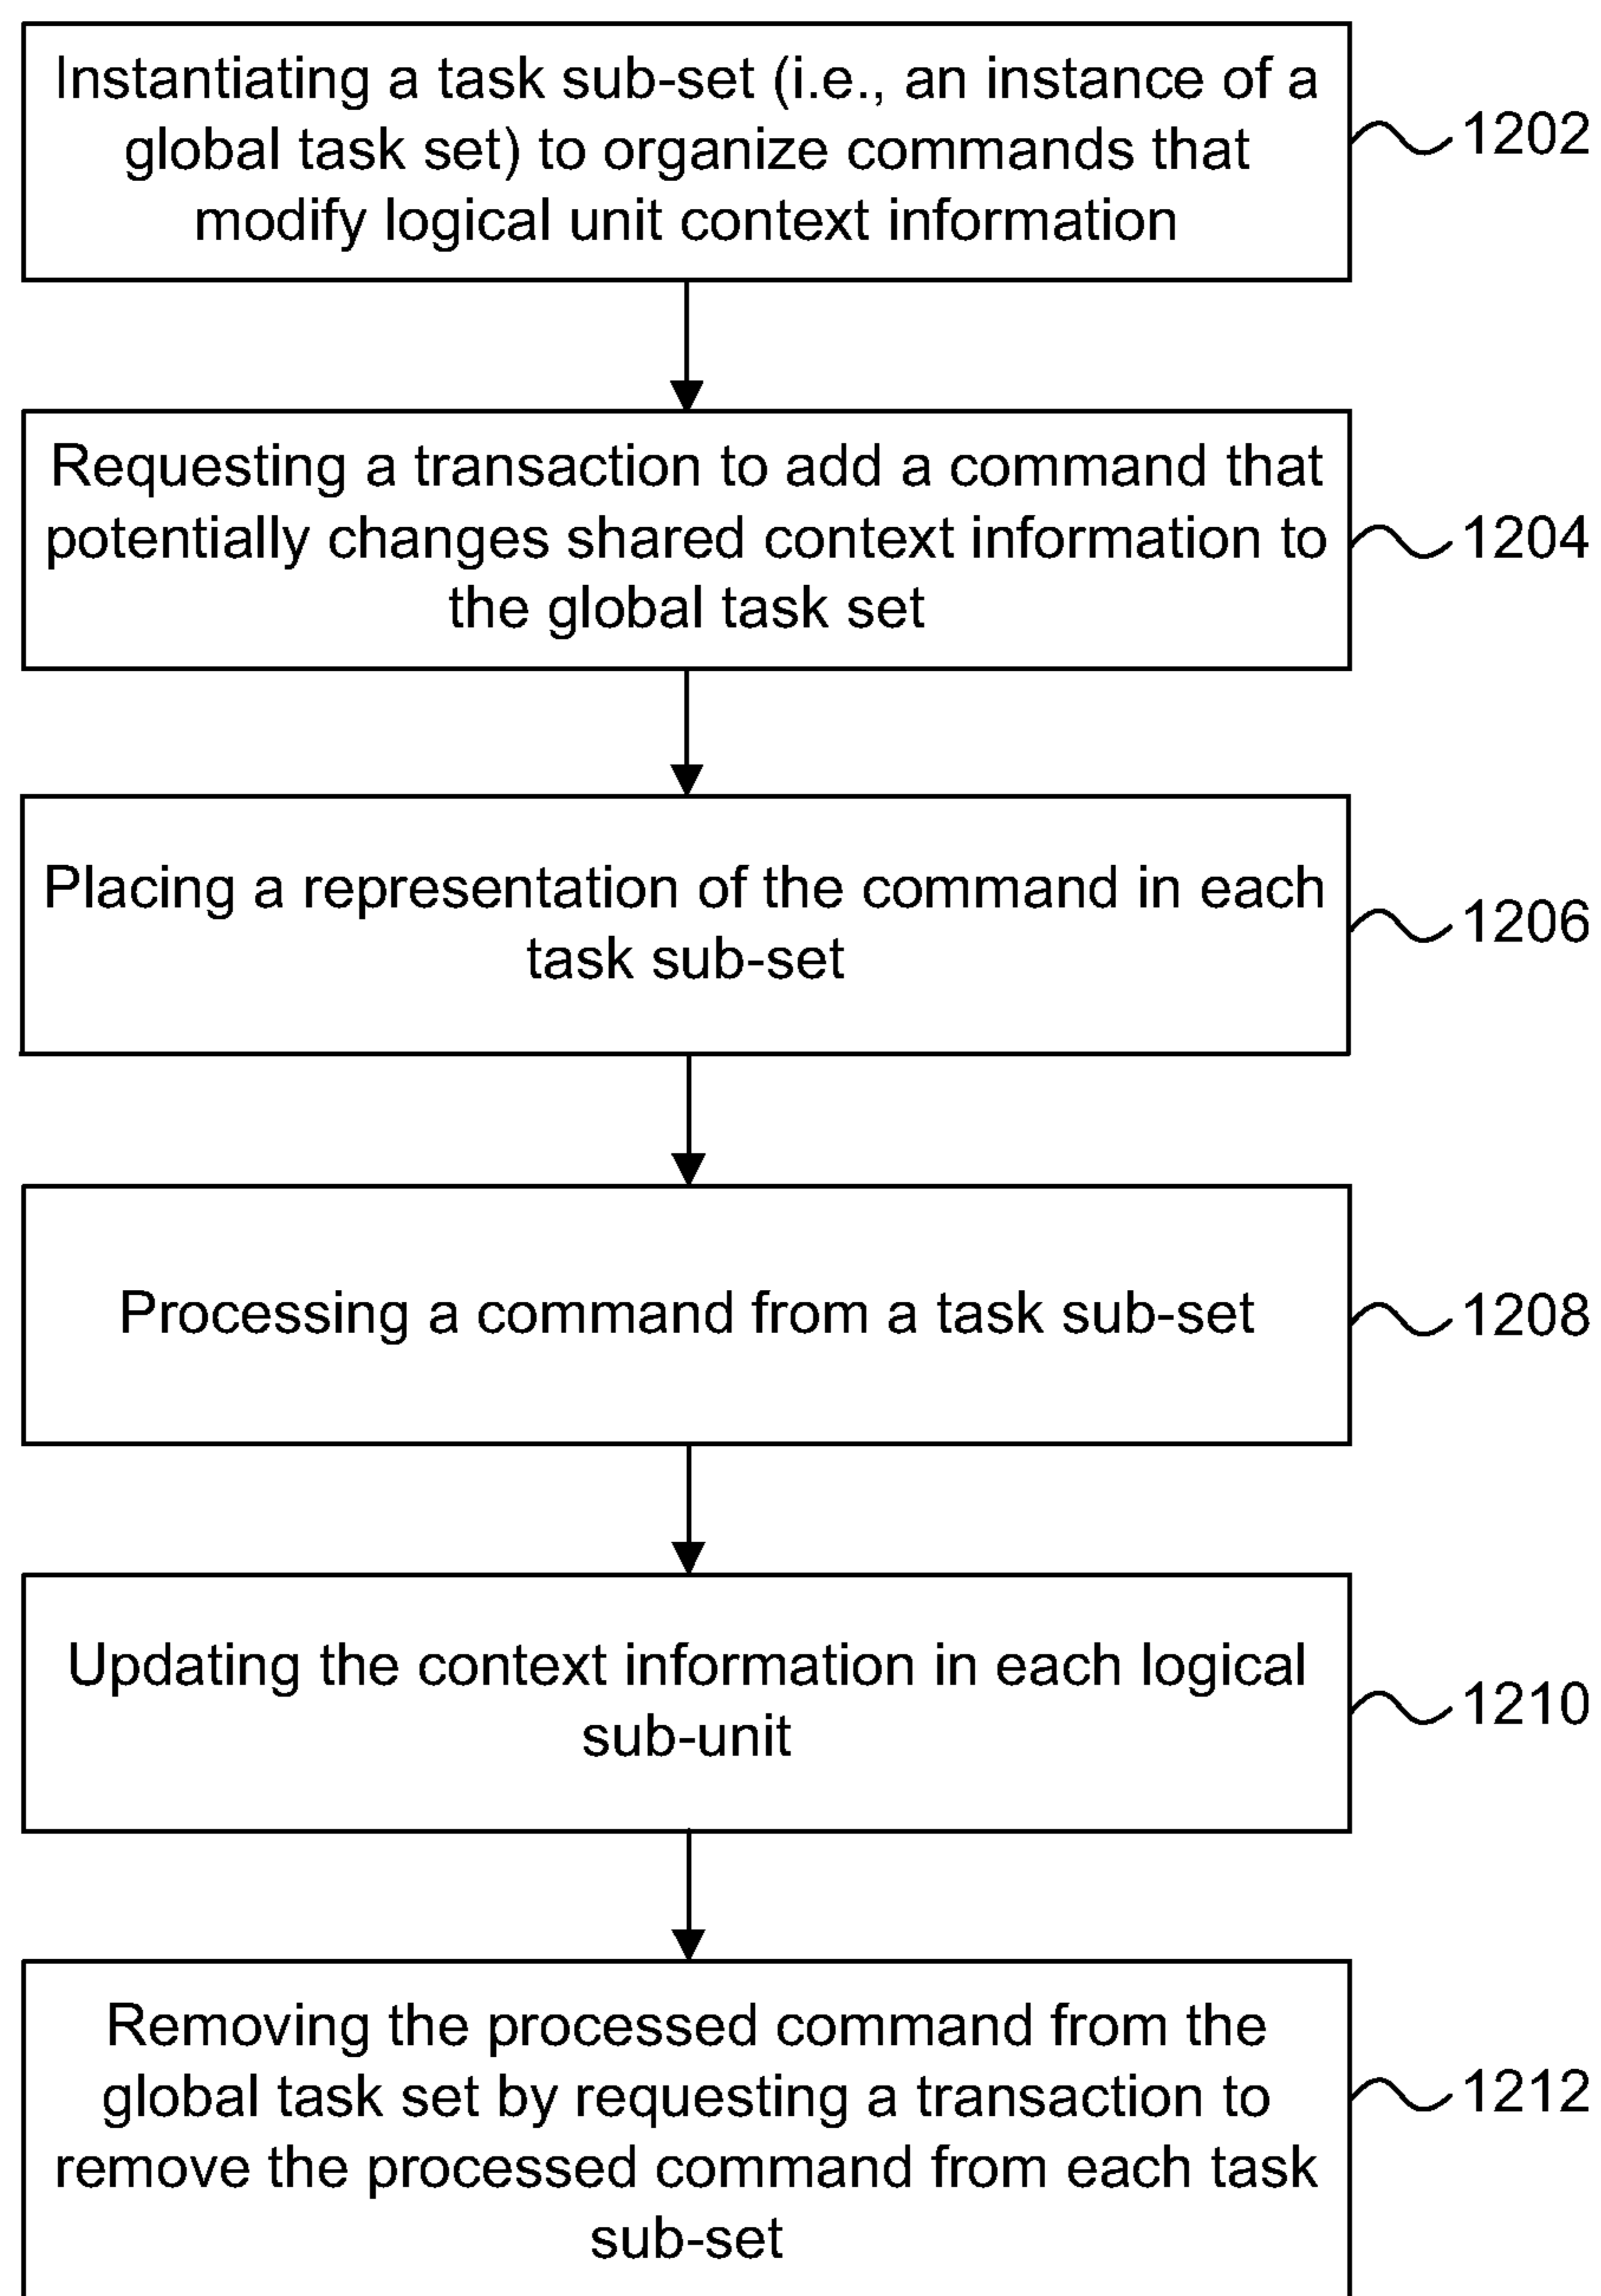 Instantiating a task sub-set (i.e., an instance of a
global task set) to organize commands that
modify logical unit context information
1202
Requesting a transaction to add a command that
potentially changes shared context information to
the global task set
1204
Placing a representation of the command in each
task sub-set
1206
Processing a command from a task sub-set
1208
Updating the context information in each logical
sub-unit
1210
Removing the processed command from the
global task set by requesting a transaction to
remove the processed command from each task
sub-set
1212